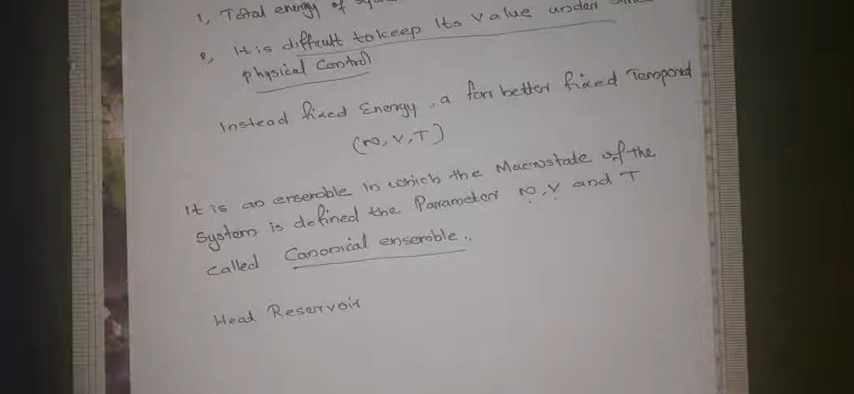 1, Total energy of
2, It is difficult to keep Its value under
physical Control
Instead fixed Energy, a far better fixed
(N, V, T)
It is an ensemble In which the Macrostate of the
System is defined the Parameter N, V and T
called Canonical ensemble.
Heat Reservoir